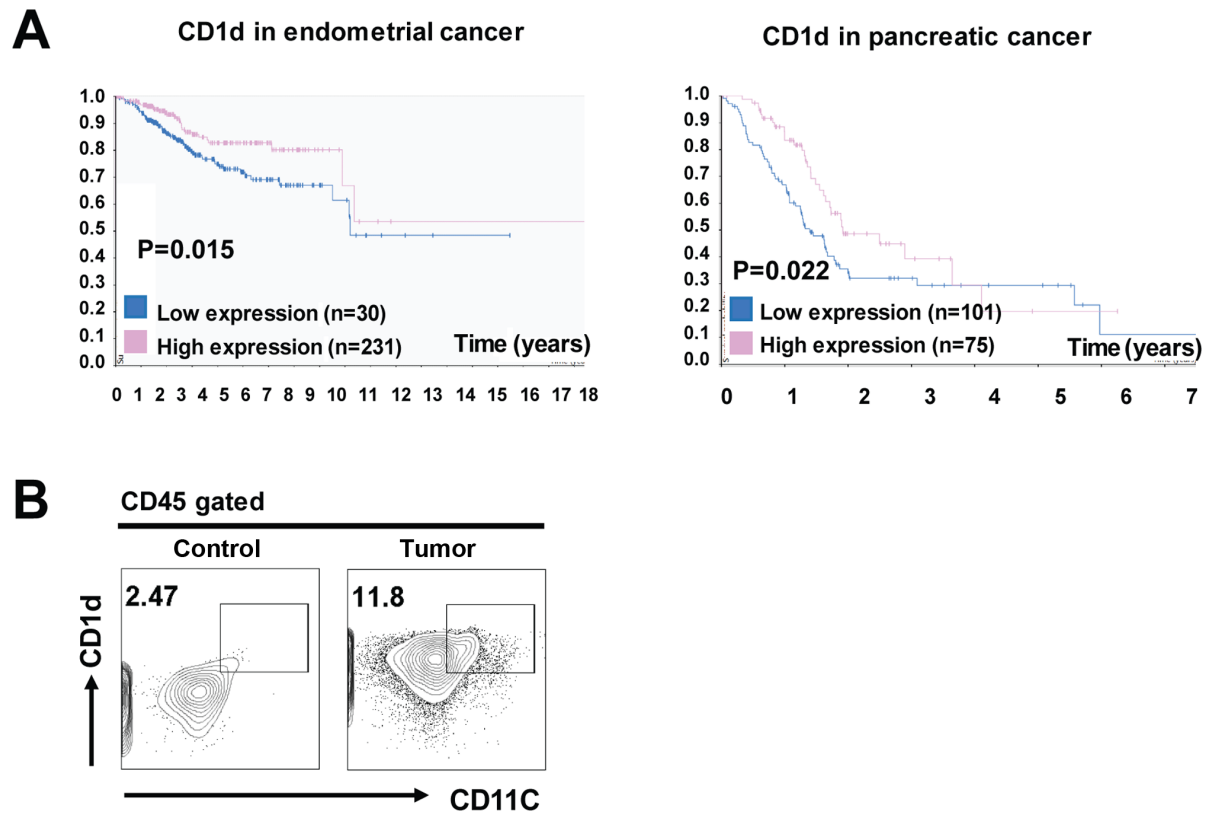 A
CD1d in endometrial cancer
1.0
0.9
0.8
0.7
0.6
0.5
0.4
0.3
0.2
0.1
0.0
P=0.015
Low expression (n=30)
High expression (n=231)
Time (years)
0 1 2 3 4 5 6 7 8 9 10 11 12 14 15 16 17 18
CD1d in pancreatic cancer
1.0
0.9
0.8
0.7
0.6
0.5
0.4
0.3
0.2
0.1
0.0
P=0.022
Low expression (n=101)
High expression (n=75)
Time (years)
0 1 2 3 4 5 6 7
B
CD45 gated
Control
Tumor
2.47
11.8
CD1d
CD11C